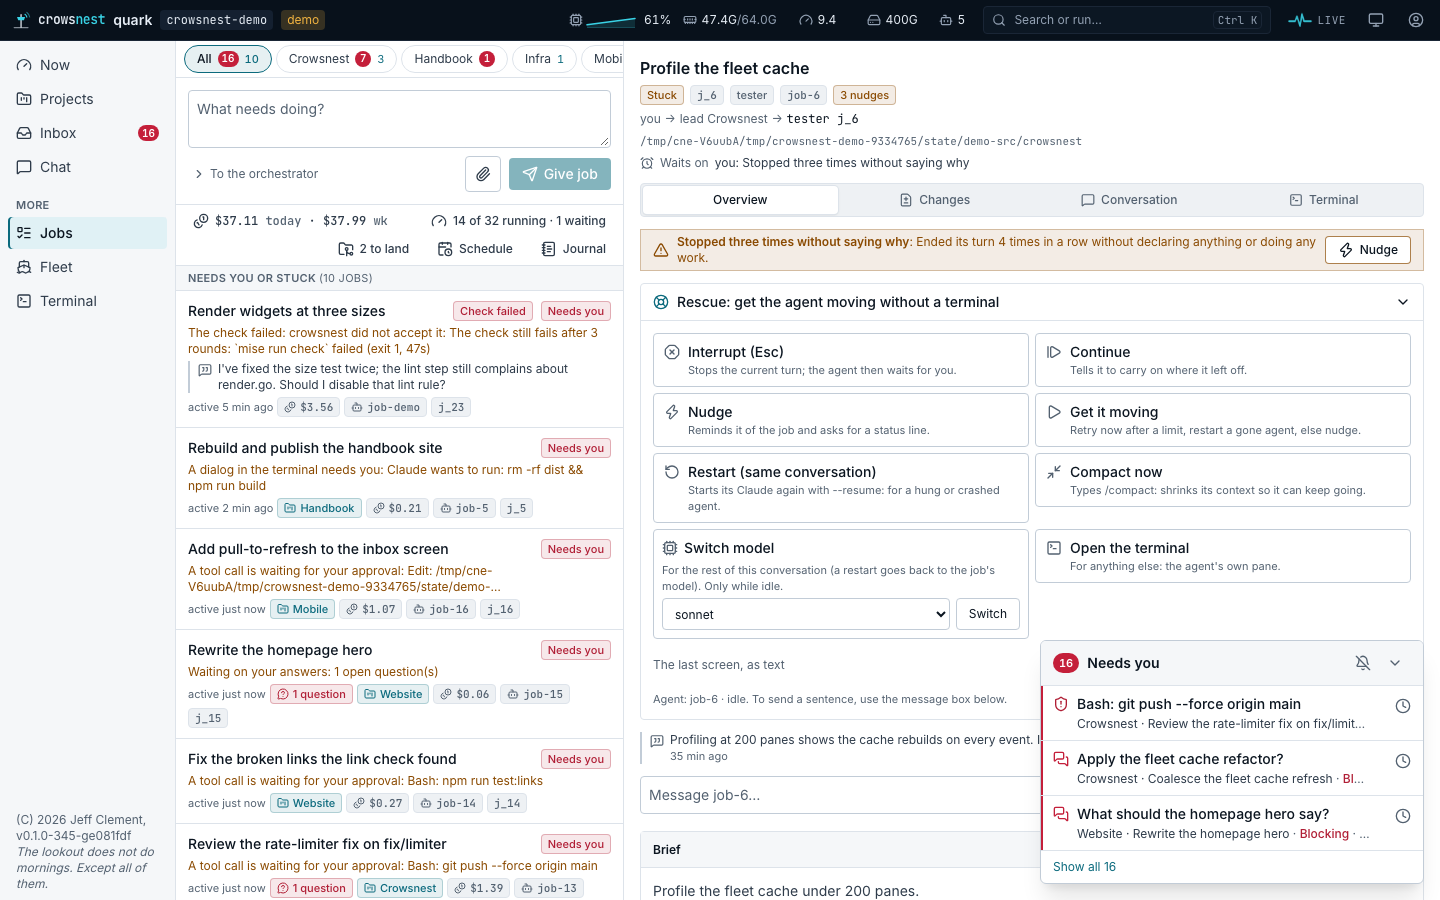 crowsnest quark crowsnest-demo demo 61% 47.4G/64.0G 9.4 400G 5 Search or run... Ctrl K LIVE
Now
Projects
Inbox 16
Chat
MORE
Jobs
Fleet
Terminal
(C) 2026 Jeff Clement,
v0.1.0-345-ge081fdf
The lookout does not do
mornings. Except all of
them.
All 16 10 Crowsnest 7 3 Handbook 1 Infra 1 Mobi
What needs doing?
To the orchestrator Give job
$37.11 today · $37.99 wk 14 of 32 running · 1 waiting
2 to land Schedule Journal
NEEDS YOU OR STUCK (10 JOBS)
Render widgets at three sizes Check failed Needs you
The check failed: crowsnest did not accept it: The check still fails after 3
rounds: `mise run check` failed (exit 1, 47s)
I've fixed the size test twice; the lint step still complains about
render.go. Should I disable that lint rule?
active 5 min ago $3.56 job-demo j_23
Rebuild and publish the handbook site Needs you
A dialog in the terminal needs you: Claude wants to run: rm -rf dist &&
npm run build
active 2 min ago Handbook $0.21 job-5 j_5
Add pull-to-refresh to the inbox screen Needs you
A tool call is waiting for your approval: Edit: /tmp/cne-
V6uubA/tmp/crowsnest-demo-9334765/state/demo-...
active just now Mobile $1.07 job-16 j_16
Rewrite the homepage hero Needs you
Waiting on your answers: 1 open question(s)
active just now 1 question Website $0.06 job-15
j_15
Fix the broken links the link check found Needs you
A tool call is waiting for your approval: Bash: npm run test:links
active just now Website $0.27 job-14 j_14
Review the rate-limiter fix on fix/limiter Needs you
A tool call is waiting for your approval: Bash: git push --force origin main
active just now 1 question Crowsnest $1.39 job-13
Profile the fleet cache
Stuck j_6 tester job-6 3 nudges
you → lead Crowsnest → tester j_6
/tmp/cne-V6uubA/tmp/crowsnest-demo-9334765/state/demo-src/crowsnest
Waits on you: Stopped three times without saying why
Overview Changes Conversation Terminal
Stopped three times without saying why: Ended its turn 4 times in a row without declaring anything or doing any
work.
Nudge
Rescue: get the agent moving without a terminal
Interrupt (Esc)
Stops the current turn; the agent then waits for you.
Continue
Tells it to carry on where it left off.
Nudge
Reminds it of the job and asks for a status line.
Get it moving
Retry now after a limit, restart a gone agent, else nudge.
Restart (same conversation)
Starts its Claude again with --resume: for a hung or crashed
agent.
Compact now
Types /compact: shrinks its context so it can keep going.
Switch model
For the rest of this conversation (a restart goes back to the job's
model). Only while idle.
sonnet Switch
Open the terminal
For anything else: the agent's own pane.
The last screen, as text
Agent: job-6 · idle. To send a sentence, use the message box below.
Profiling at 200 panes shows the cache rebuilds on every event.
35 min ago
Message job-6...
Brief
Profile the fleet cache under 200 panes.
16 Needs you
Bash: git push --force origin main
Crowsnest · Review the rate-limiter fix on fix/limit...
Apply the fleet cache refactor?
Crowsnest · Coalesce the fleet cache refresh · Bl...
What should the homepage hero say?
Website · Rewrite the homepage hero · Blocking · ...
Show all 16